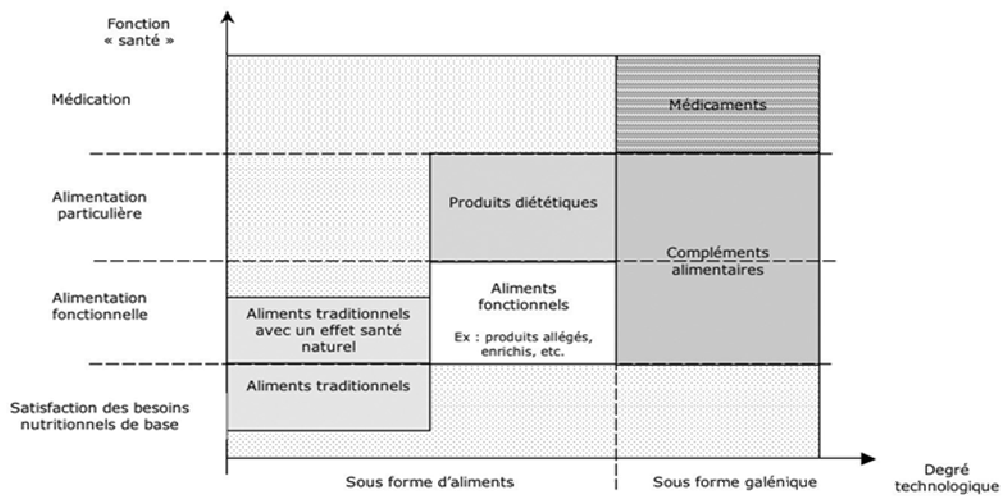 Fonction
« santé »
Médication
Médicaments
Alimentation
particulière
Produits diététiques
Compléments
alimentaires
Alimentation
fonctionnelle
Aliments traditionnels
avec un effet santé
naturel
Aliments
fonctionnels
Ex : produits allégés,
enrichis, etc.
Aliments traditionnels
Satisfaction des besoins
nutritionnels de base
Sous forme d'aliments
Sous forme galénique
Degré
technologique